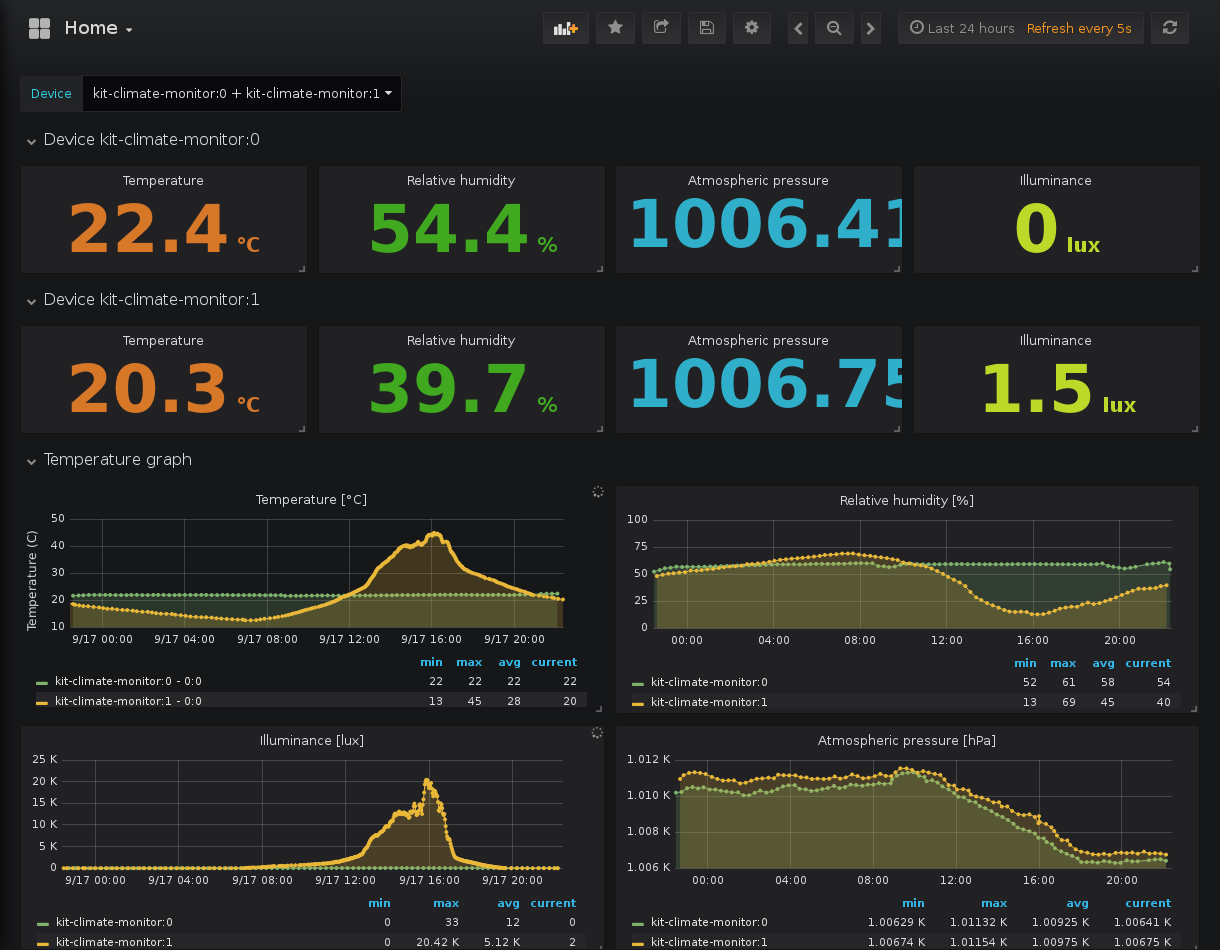 Home
Last 24 hours Refresh every 5s
Device kit-climate-monitor:0 + kit-climate-monitor:1
Device kit-climate-monitor:0
Temperature Relative humidity Atmospheric pressure Illuminance
22.4 °C 54.4 % 1006.41 0 lux
Device kit-climate-monitor:1
Temperature Relative humidity Atmospheric pressure Illuminance
20.3 °C 39.7 % 1006.75 1.5 lux
Temperature graph
Temperature [°C]
Temperature (C)
50
40
30
20
10
9/17 00:00 9/17 04:00 9/17 08:00 9/17 12:00 9/17 16:00 9/17 20:00
min max avg current
kit-climate-monitor:0 - 0:0 22 22 22 22
kit-climate-monitor:1 - 0:0 13 45 28 20
Relative humidity [%]
100
75
50
25
0
00:00 04:00 08:00 12:00 16:00 20:00
min max avg current
kit-climate-monitor:0 52 61 58 54
kit-climate-monitor:1 13 69 45 40
Illuminance [lux]
25 K
20 K
15 K
10 K
5 K
0
9/17 00:00 9/17 04:00 9/17 08:00 9/17 12:00 9/17 16:00 9/17 20:00
min max avg current
kit-climate-monitor:0 0 33 12 0
kit-climate-monitor:1 0 20.42 K 5.12 K 2
Atmospheric pressure [hPa]
1.012 K
1.010 K
1.008 K
1.006 K
00:00 04:00 08:00 12:00 16:00 20:00
min max avg current
kit-climate-monitor:0 1.00629 K 1.01132 K 1.00925 K 1.00641 K
kit-climate-monitor:1 1.00674 K 1.01154 K 1.00975 K 1.00675 K